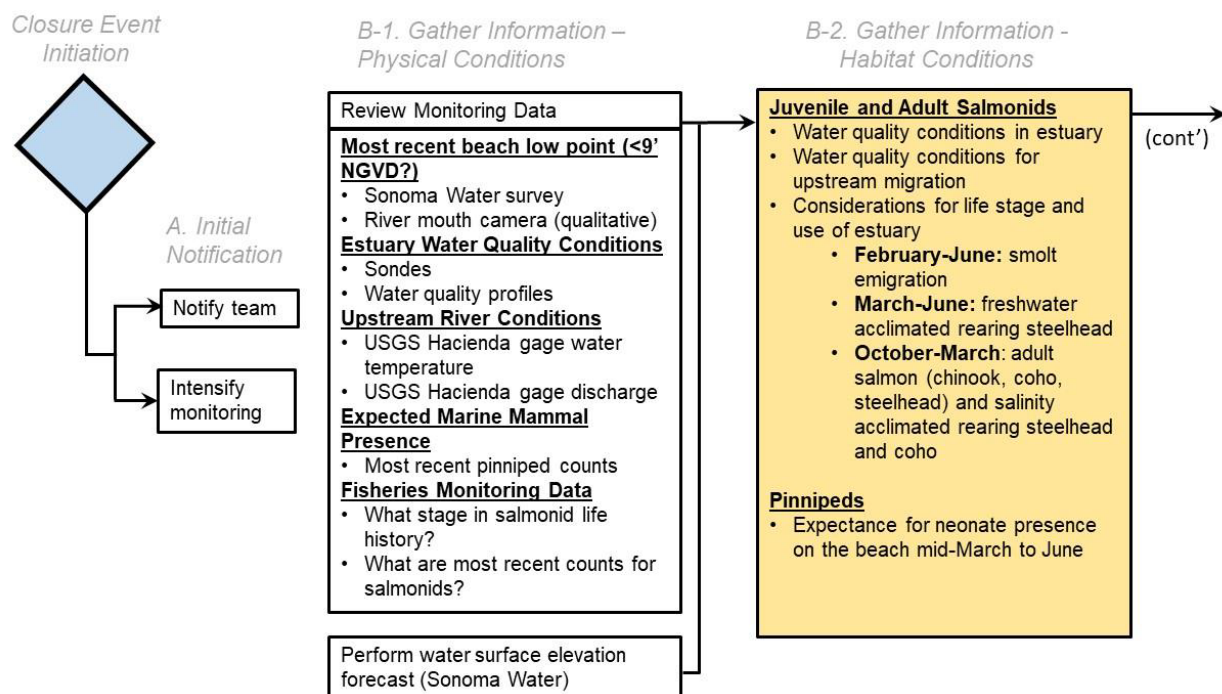 Closure Event
Initiation
A. Initial
Notification
Notify team
Intensify
monitoring
B-1. Gather Information –
Physical Conditions
Review Monitoring Data
Most recent beach low point (<9’
NGVD?)
• Sonoma Water survey
• River mouth camera (qualitative)
Estuary Water Quality Conditions
• Sondes
• Water quality profiles
Upstream River Conditions
• USGS Hacienda gage water
temperature
• USGS Hacienda gage discharge
Expected Marine Mammal
Presence
• Most recent pinniped counts
Fisheries Monitoring Data
• What stage in salmonid life
history?
• What are most recent counts for
salmonids?
Perform water surface elevation
forecast (Sonoma Water)
B-2. Gather Information -
Habitat Conditions
Juvenile and Adult Salmonids
• Water quality conditions in estuary
• Water quality conditions for
upstream migration
• Considerations for life stage and
use of estuary
• February-June: smolt
emigration
• March-June: freshwater
acclimated rearing steelhead
• October-March: adult
salmon (chinook, coho,
steelhead) and salinity
acclimated rearing steelhead
and coho
Pinnipeds
• Expectance for neonate presence
on the beach mid-March to June
(cont’)